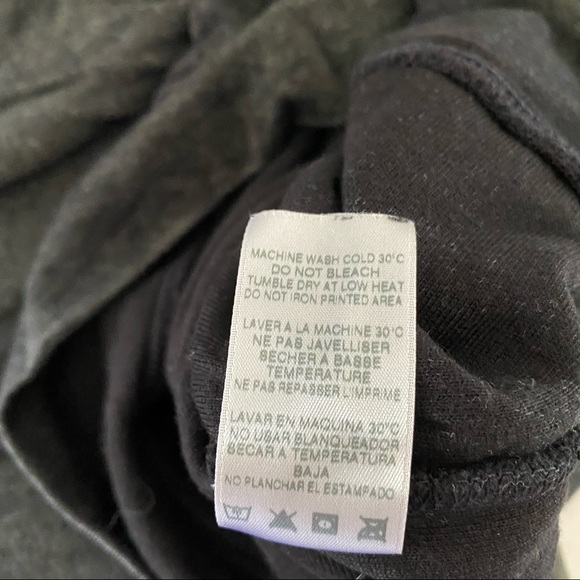 MACHINE WASH COLD 30°C
DO NOT BLEACH
TUMBLE DRY AT LOW HEAT
DO NOT IRON PRINTED AREA
LAVER A LA MACHINE 30°C
NE PAS JAVELLISER
SECHER A BASSE
TEMPERATURE
NE PAS REPASSER L'IMPRIME
LAVAR EN MAQUINA 30°C
NO USAR BLANQUEADOR
SECAR A TEMPERATURA
BAJA
NO PLANCHAR EL ESTAMPADO